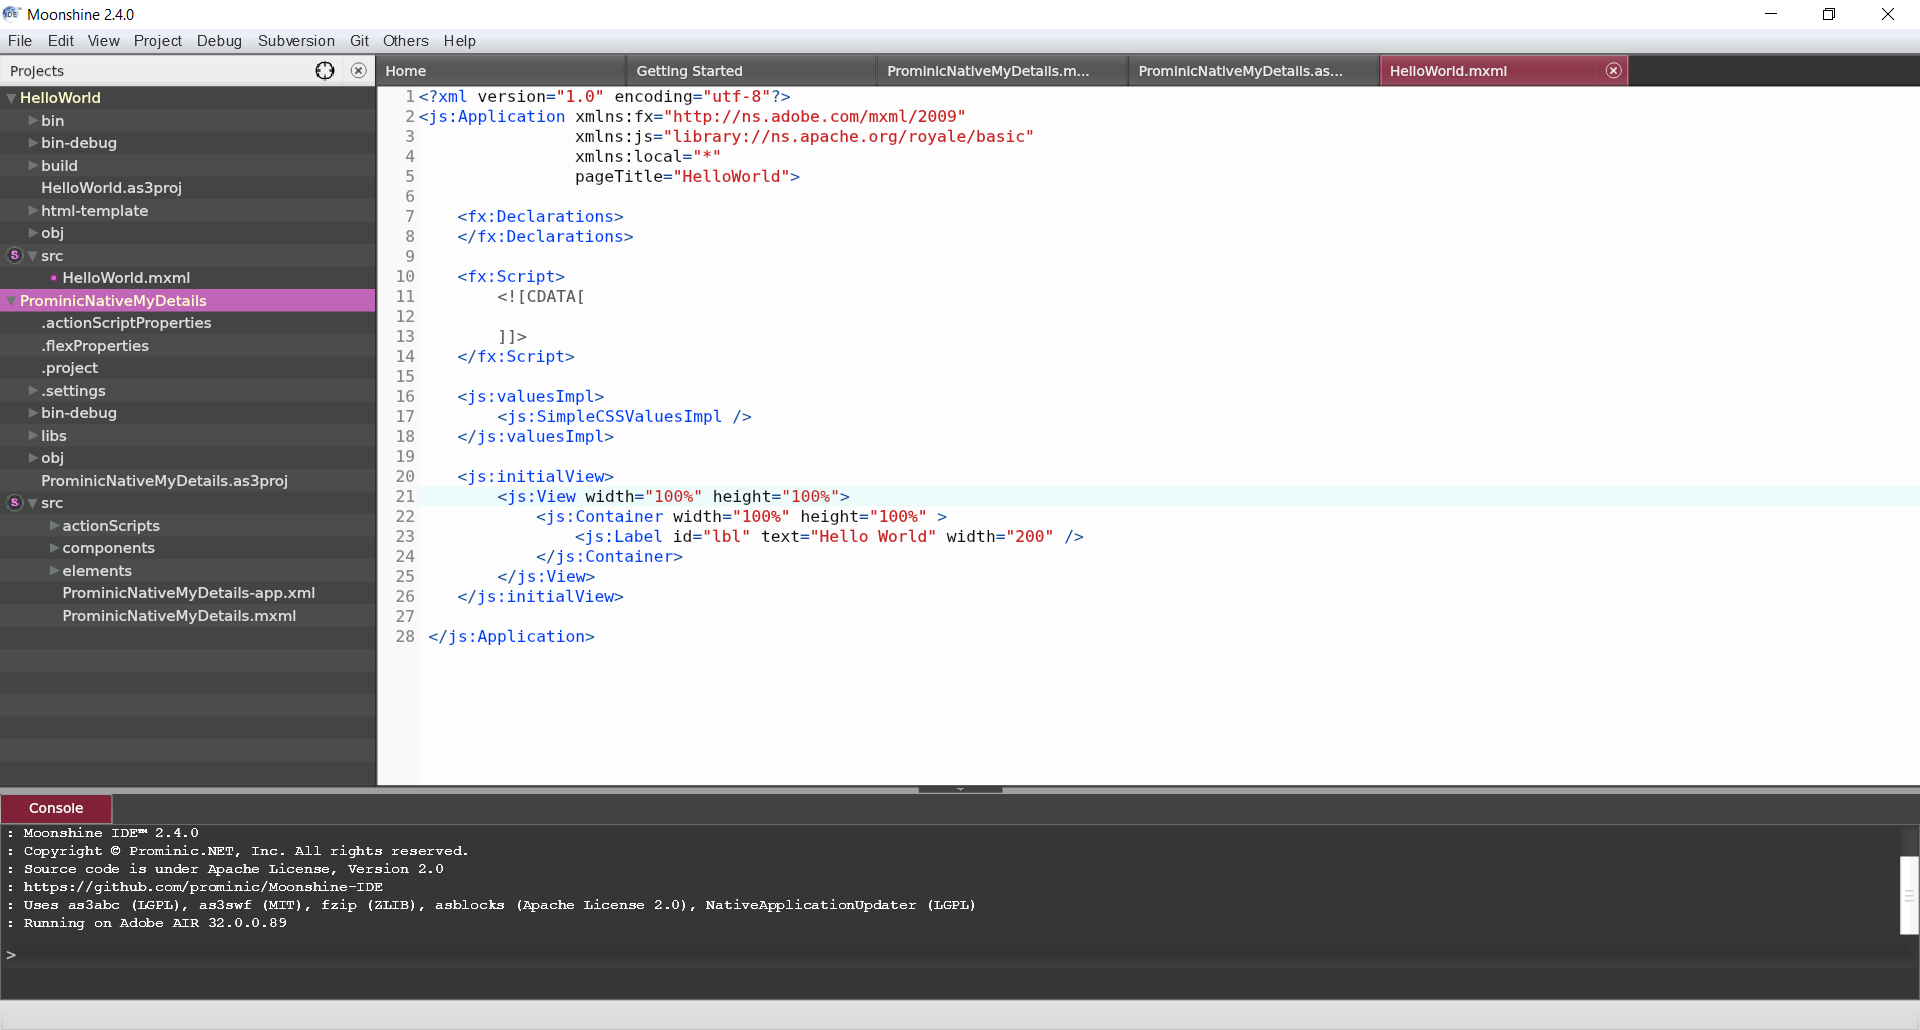 Moonshine 2.4.0
File Edit View Project Debug Subversion Git Others Help
Projects
Home
Getting Started
ProminicNativeMyDetails.m...
ProminicNativeMyDetails.as...
HelloWorld.mxml
HelloWorld
bin
bin-debug
build
HelloWorld.as3proj
html-template
obj
S src
HelloWorld.mxml
ProminicNativeMyDetails
.actionScriptProperties
.flexProperties
.project
.settings
bin-debug
libs
obj
ProminicNativeMyDetails.as3proj
S src
actionScripts
components
elements
ProminicNativeMyDetails-app.xml
ProminicNativeMyDetails.mxml
1 <?xml version="1.0" encoding="utf-8"?>
2 <js:Application xmlns:fx="http://ns.adobe.com/mxml/2009"
3 xmlns:js="library://ns.apache.org/royale/basic"
4 xmlns:local="*"
5 pageTitle="HelloWorld">
6
7 <fx:Declarations>
8 </fx:Declarations>
9
10 <fx:Script>
11 <![CDATA[
12
13 ]]>
14 </fx:Script>
15
16 <js:valuesImpl>
17 <js:SimpleCSSValuesImpl />
18 </js:valuesImpl>
19
20 <js:initialView>
21 <js:View width="100%" height="100%">
22 <js:Container width="100%" height="100%" >
23 <js:Label id="lbl" text="Hello World" width="200" />
24 </js:Container>
25 </js:View>
26 </js:initialView>
27
28 </js:Application>
Console
: Moonshine IDE™ 2.4.0
: Copyright © Prominic.NET, Inc. All rights reserved.
: Source code is under Apache License, Version 2.0
: https://github.com/prominic/Moonshine-IDE
: Uses as3abc (LGPL), as3swf (MIT), fzip (ZLIB), asblocks (Apache License 2.0), NativeApplicationUpdater (LGPL)
: Running on Adobe AIR 32.0.0.89
>